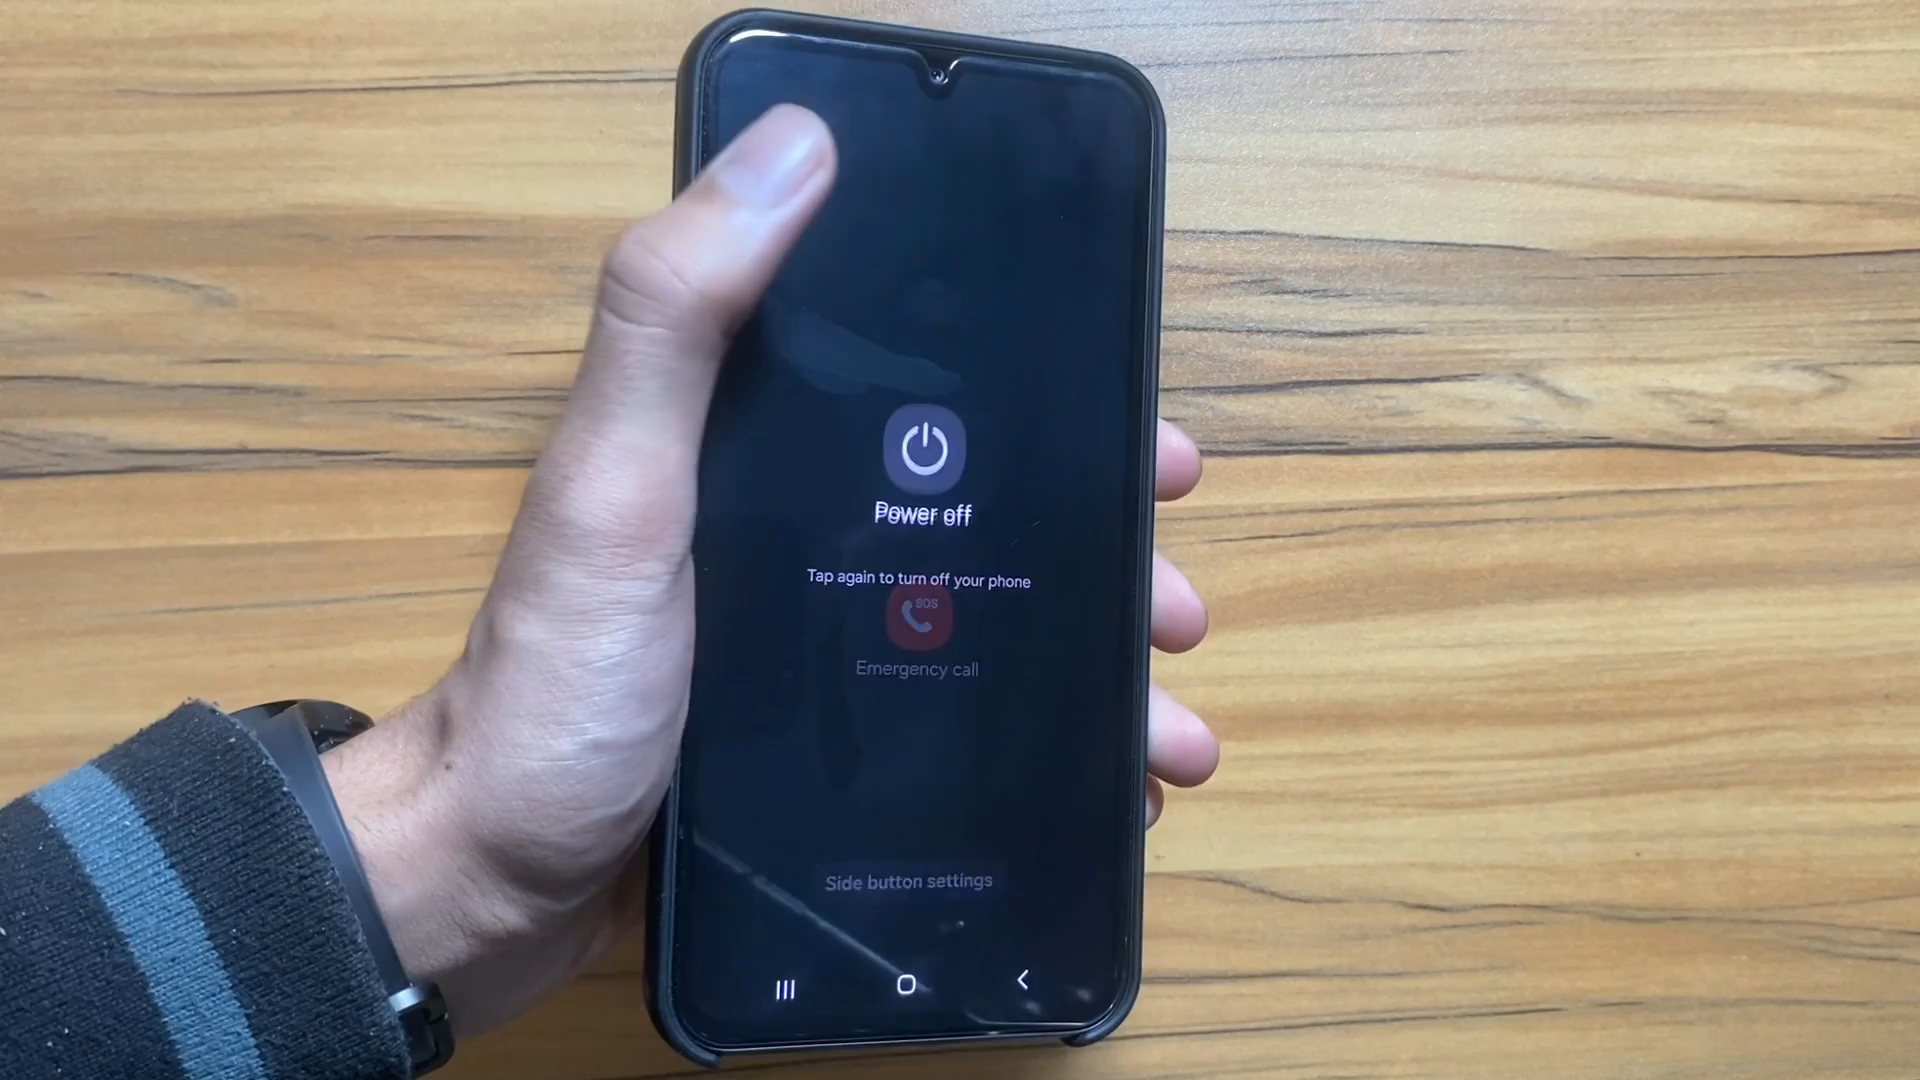 Power off
Tap again to turn off your phone
SOS
Emergency call
Side button settings